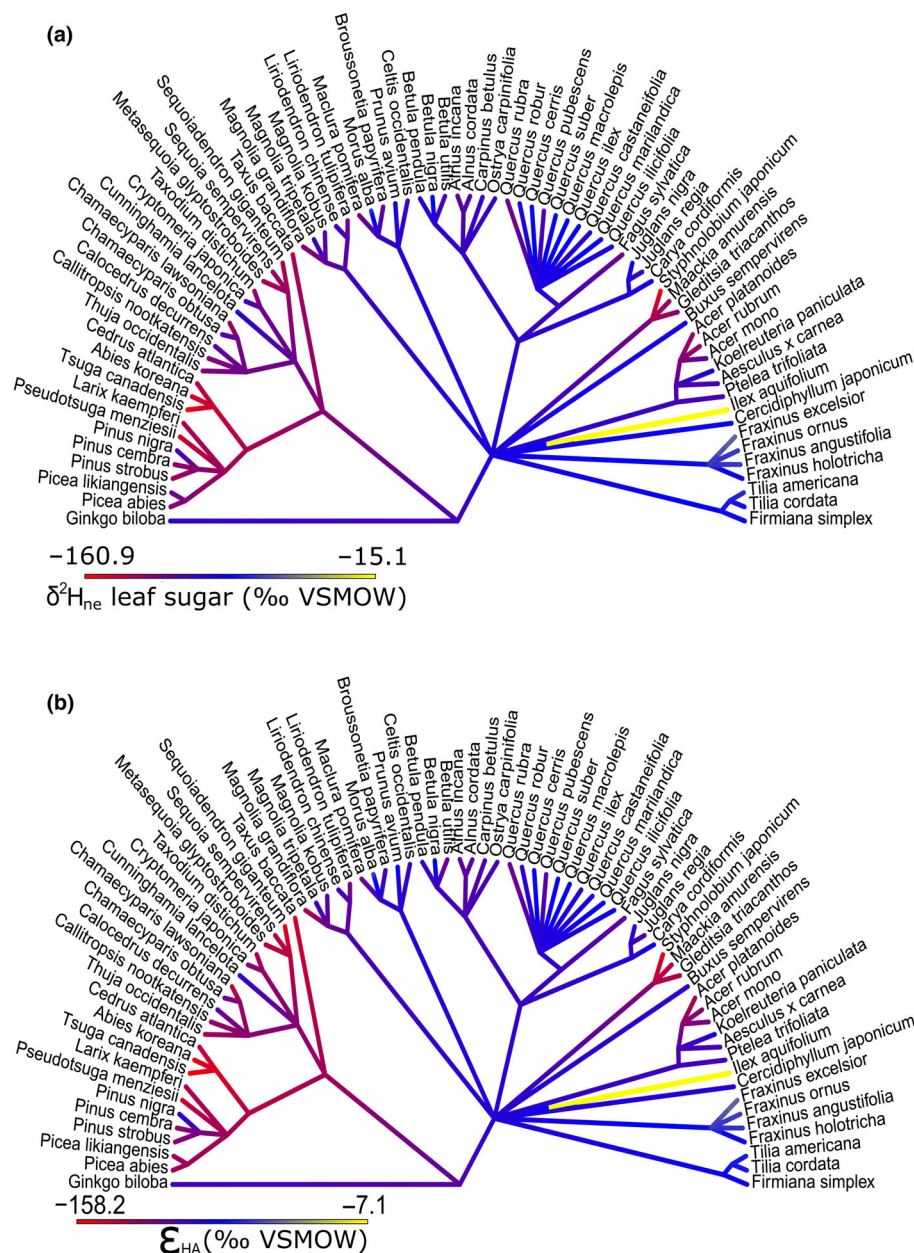 (a)
Ginkgo biloba
Picea abies
Picea likiangensis
Pinus strobus
Pinus cembra
Pinus nigra
Pseudotsuga menziesii
Larix kaempferi
Tsuga canadensis
Abies koreana
Cedrus atlantica
Thuja occidentalis
Callitropsis nootkatensis
Calocedrus decurrens
Chamaecyparis obtusa
Chamaecyparis lawsoniana
Cunninghamia lanceolata
Cryptomeria japonica
Taxodium distichum
Metasequoia glyptostroboides
Sequoia sempervirens
Sequoiadendron giganteum
Taxus baccata
Magnolia grandiflora
Magnolia tripetala
Magnolia kobus
Liriodendron chinense
Liriodendron tulipifera
Maclura pomifera
Morus alba
Broussonetia papyrifera
Prunus avium
Celtis occidentalis
Betula pendula
Betula nigra
Betula utilis
Alnus incana
Alnus cordata
Carpinus betulus
Ostrya carpinifolia
Quercus rubra
Quercus robur
Quercus cerris
Quercus pubescens
Quercus suber
Quercus macrolepis
Quercus ilex
Quercus castaneifolia
Quercus marilandica
Quercus ilicifolia
Fagus sylvatica
Juglans nigra
Juglans regia
Carya cordiformis
Styphnolobium japonicum
Maackia amurensis
Gleditsia triacanthos
Buxus sempervirens
Acer platanoides
Acer rubrum
Acer mono
Koelreuteria paniculata
Aesculus x carnea
Ptelea trifoliata
Ilex aquifolium
Cercidiphyllum japonicum
Fraxinus excelsior
Fraxinus ornus
Fraxinus angustifolia
Fraxinus holotricha
Tilia americana
Tilia cordata
Firmiana simplex
−160.9 −15.1
δ²Hne leaf sugar (‰ VSMOW)
(b)
Ginkgo biloba
Picea abies
Picea likiangensis
Pinus strobus
Pinus cembra
Pinus nigra
Pseudotsuga menziesii
Larix kaempferi
Tsuga canadensis
Abies koreana
Cedrus atlantica
Thuja occidentalis
Callitropsis nootkatensis
Calocedrus decurrens
Chamaecyparis obtusa
Chamaecyparis lawsoniana
Cunninghamia lanceolata
Cryptomeria japonica
Taxodium distichum
Metasequoia glyptostroboides
Sequoia sempervirens
Sequoiadendron giganteum
Taxus baccata
Magnolia grandiflora
Magnolia tripetala
Magnolia kobus
Liriodendron chinense
Liriodendron tulipifera
Maclura pomifera
Morus alba
Broussonetia papyrifera
Prunus avium
Celtis occidentalis
Betula pendula
Betula nigra
Betula utilis
Alnus incana
Alnus cordata
Carpinus betulus
Ostrya carpinifolia
Quercus rubra
Quercus robur
Quercus cerris
Quercus pubescens
Quercus suber
Quercus macrolepis
Quercus ilex
Quercus castaneifolia
Quercus marilandica
Quercus ilicifolia
Fagus sylvatica
Juglans nigra
Juglans regia
Carya cordiformis
Styphnolobium japonicum
Maackia amurensis
Gleditsia triacanthos
Buxus sempervirens
Acer platanoides
Acer rubrum
Acer mono
Koelreuteria paniculata
Aesculus x carnea
Ptelea trifoliata
Ilex aquifolium
Cercidiphyllum japonicum
Fraxinus excelsior
Fraxinus ornus
Fraxinus angustifolia
Fraxinus holotricha
Tilia americana
Tilia cordata
Firmiana simplex
−158.2 −7.1
ƐHA(‰ VSMOW)